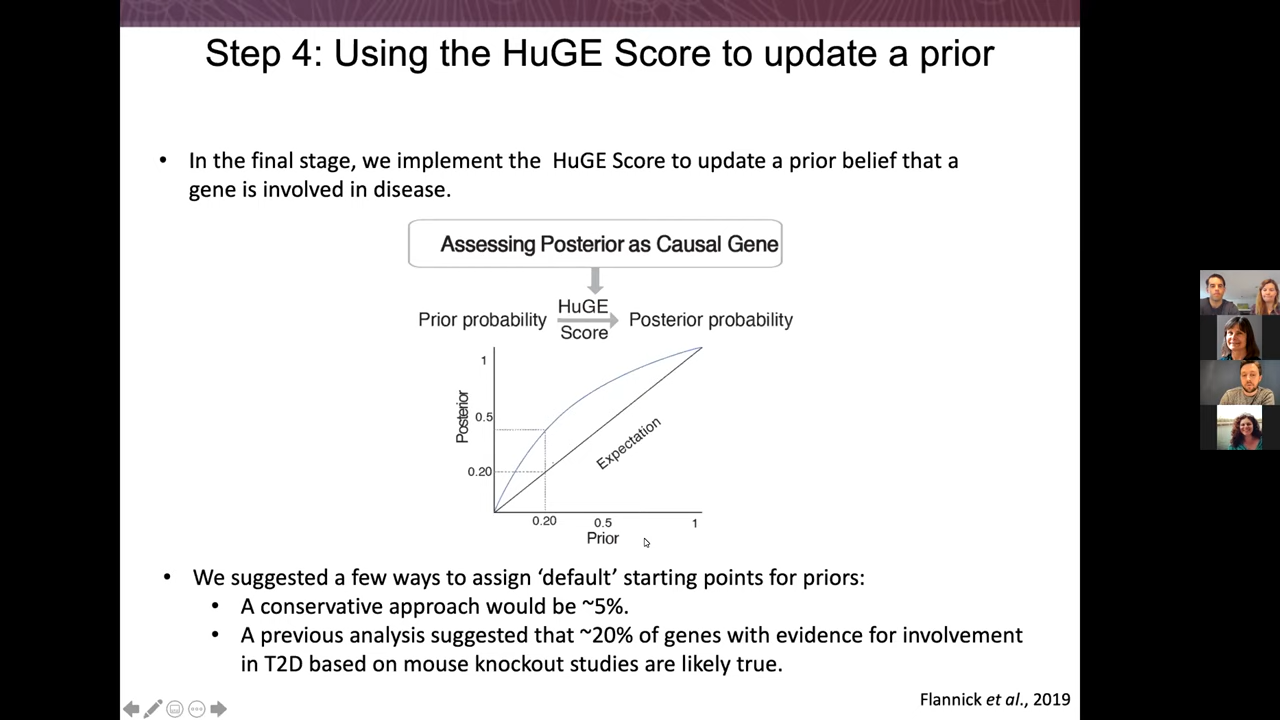 Step 4: Using the HuGE Score to update a prior
• In the final stage, we implement the HuGE Score to update a prior belief that a
gene is involved in disease.
Assessing Posterior as Causal Gene
Prior probability HuGE Score Posterior probability
1
0.5
0.20
Posterior
Expectation
0.20 0.5 1
Prior
• We suggested a few ways to assign ‘default’ starting points for priors:
• A conservative approach would be ~5%.
• A previous analysis suggested that ~20% of genes with evidence for involvement
in T2D based on mouse knockout studies are likely true.
Flannick et al., 2019